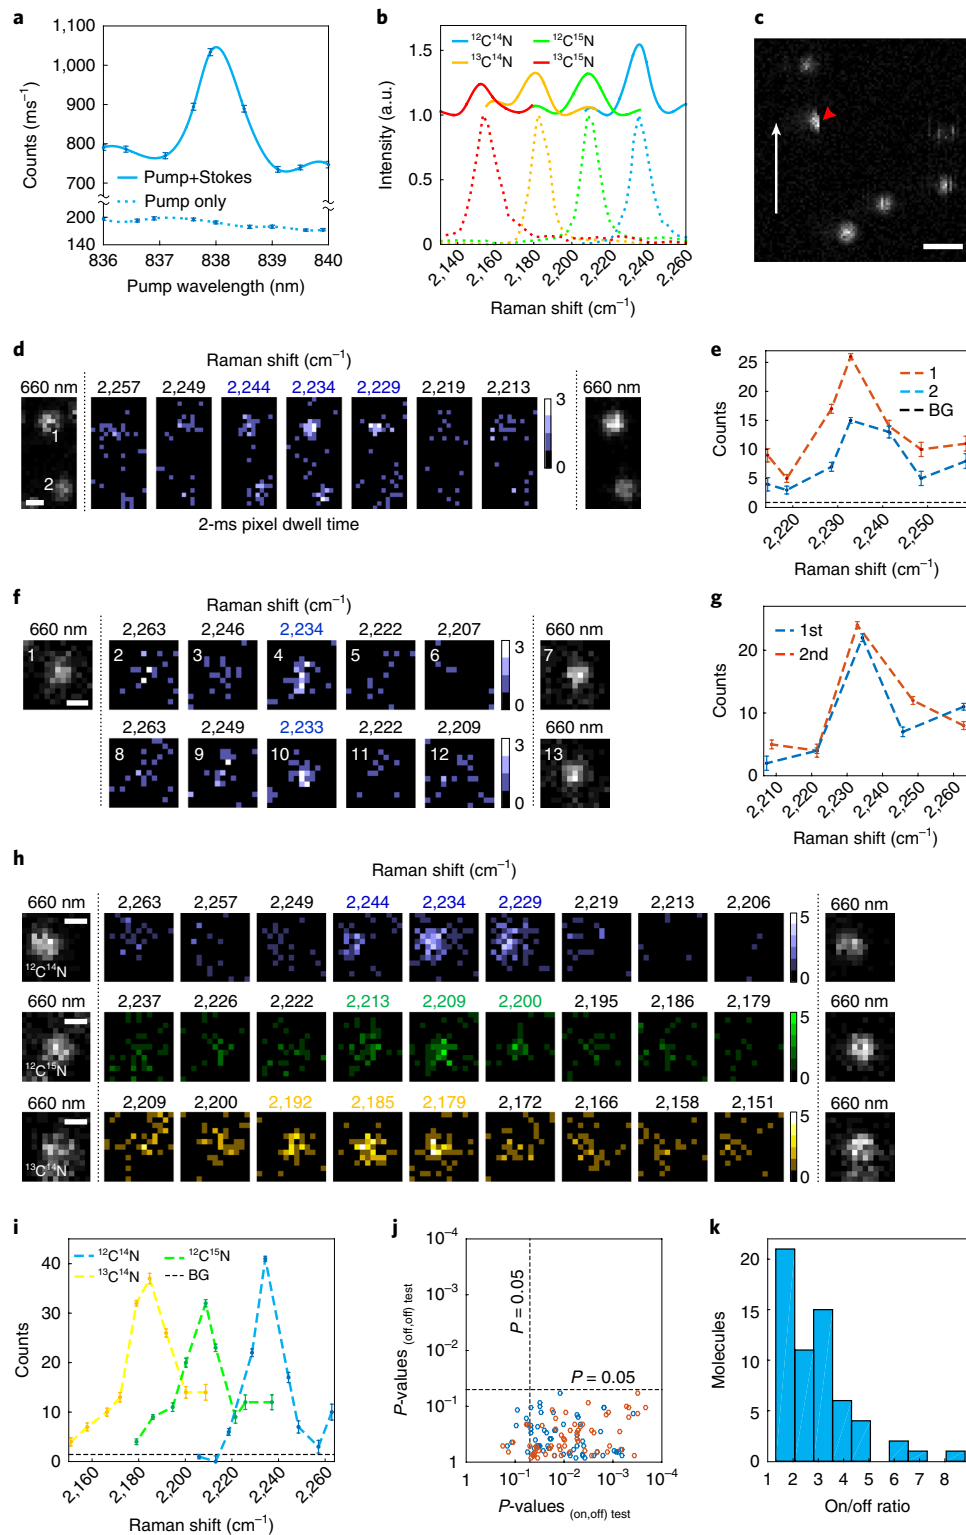 a
1,100
1,000
900
800
700
200
140
Counts (ms⁻¹)
Pump+Stokes
Pump only
836 837 838 839 840
Pump wavelength (nm)
b
¹²C¹⁴N ¹²C¹⁵N
¹³C¹⁴N ¹³C¹⁵N
1.5
1.0
0.5
0
Intensity (a.u.)
2,140 2,160 2,180 2,200 2,220 2,240 2,260
Raman shift (cm⁻¹)
c
d
Raman shift (cm⁻¹)
660 nm 2,257 2,249 2,244 2,234 2,229 2,219 2,213 660 nm
1
2
3
0
2-ms pixel dwell time
e
25
20
15
10
5
0
Counts
1
2
BG
2,220 2,230 2,240 2,250
Raman shift (cm⁻¹)
f
Raman shift (cm⁻¹)
660 nm 2,263 2,246 2,234 2,222 2,207 660 nm
1 2 3 4 5 6 7
3
0
2,263 2,249 2,233 2,222 2,209 660 nm
8 9 10 11 12 13
3
0
g
1st
2nd
20
10
0
Counts
2,210 2,220 2,230 2,240 2,250 2,260
Raman shift (cm⁻¹)
h
Raman shift (cm⁻¹)
660 nm 2,263 2,257 2,249 2,244 2,234 2,229 2,219 2,213 2,206 660 nm
¹²C¹⁴N
5
0
660 nm 2,237 2,226 2,222 2,213 2,209 2,200 2,195 2,186 2,179 660 nm
¹²C¹⁵N
5
0
660 nm 2,209 2,200 2,192 2,185 2,179 2,172 2,166 2,158 2,151 660 nm
¹³C¹⁴N
5
0
i
¹²C¹⁴N ¹²C¹⁵N
¹³C¹⁴N BG
40
30
20
10
0
Counts
2,160 2,180 2,200 2,220 2,240 2,260
Raman shift (cm⁻¹)
j
10⁻⁴
10⁻³
10⁻²
10⁻¹
1
P-values (off,off) test
P = 0.05
P = 0.05
1 10⁻¹ 10⁻² 10⁻³ 10⁻⁴
P-values (on,off) test
k
20
15
10
5
0
Molecules
1 2 3 4 5 6 7 8
On/off ratio